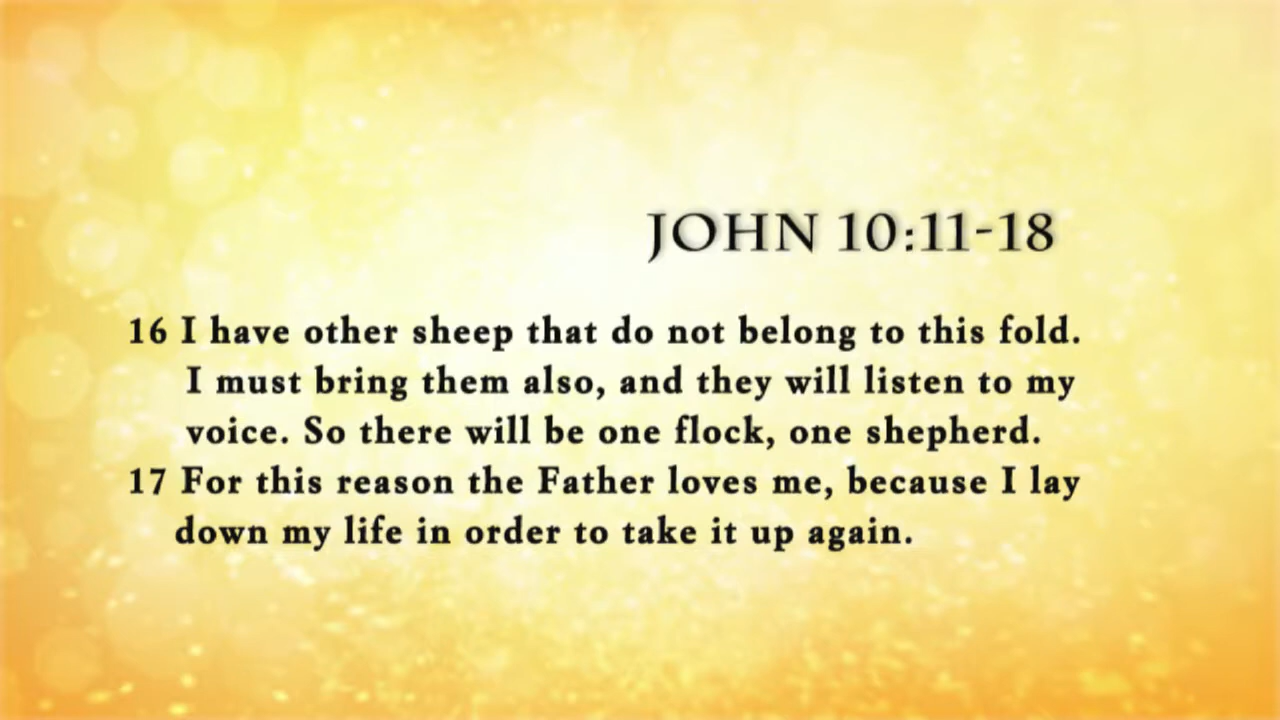 JOHN 10:11-18
16 I have other sheep that do not belong to this fold.
I must bring them also, and they will listen to my
voice. So there will be one flock, one shepherd.
17 For this reason the Father loves me, because I lay
down my life in order to take it up again.